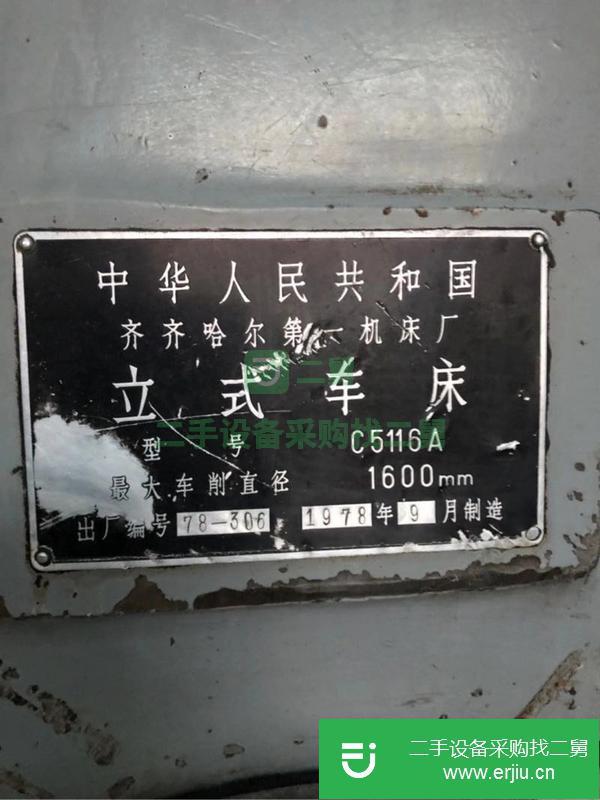 中华人民共和国
齐齐哈尔第一机床厂
二舅
立式车床
二手设备采购找二舅
型号 C5116A
最大车削直径 1600mm
出厂编号 78-306 1978年9月制造
二手设备采购找二舅
www.erjiu.cn